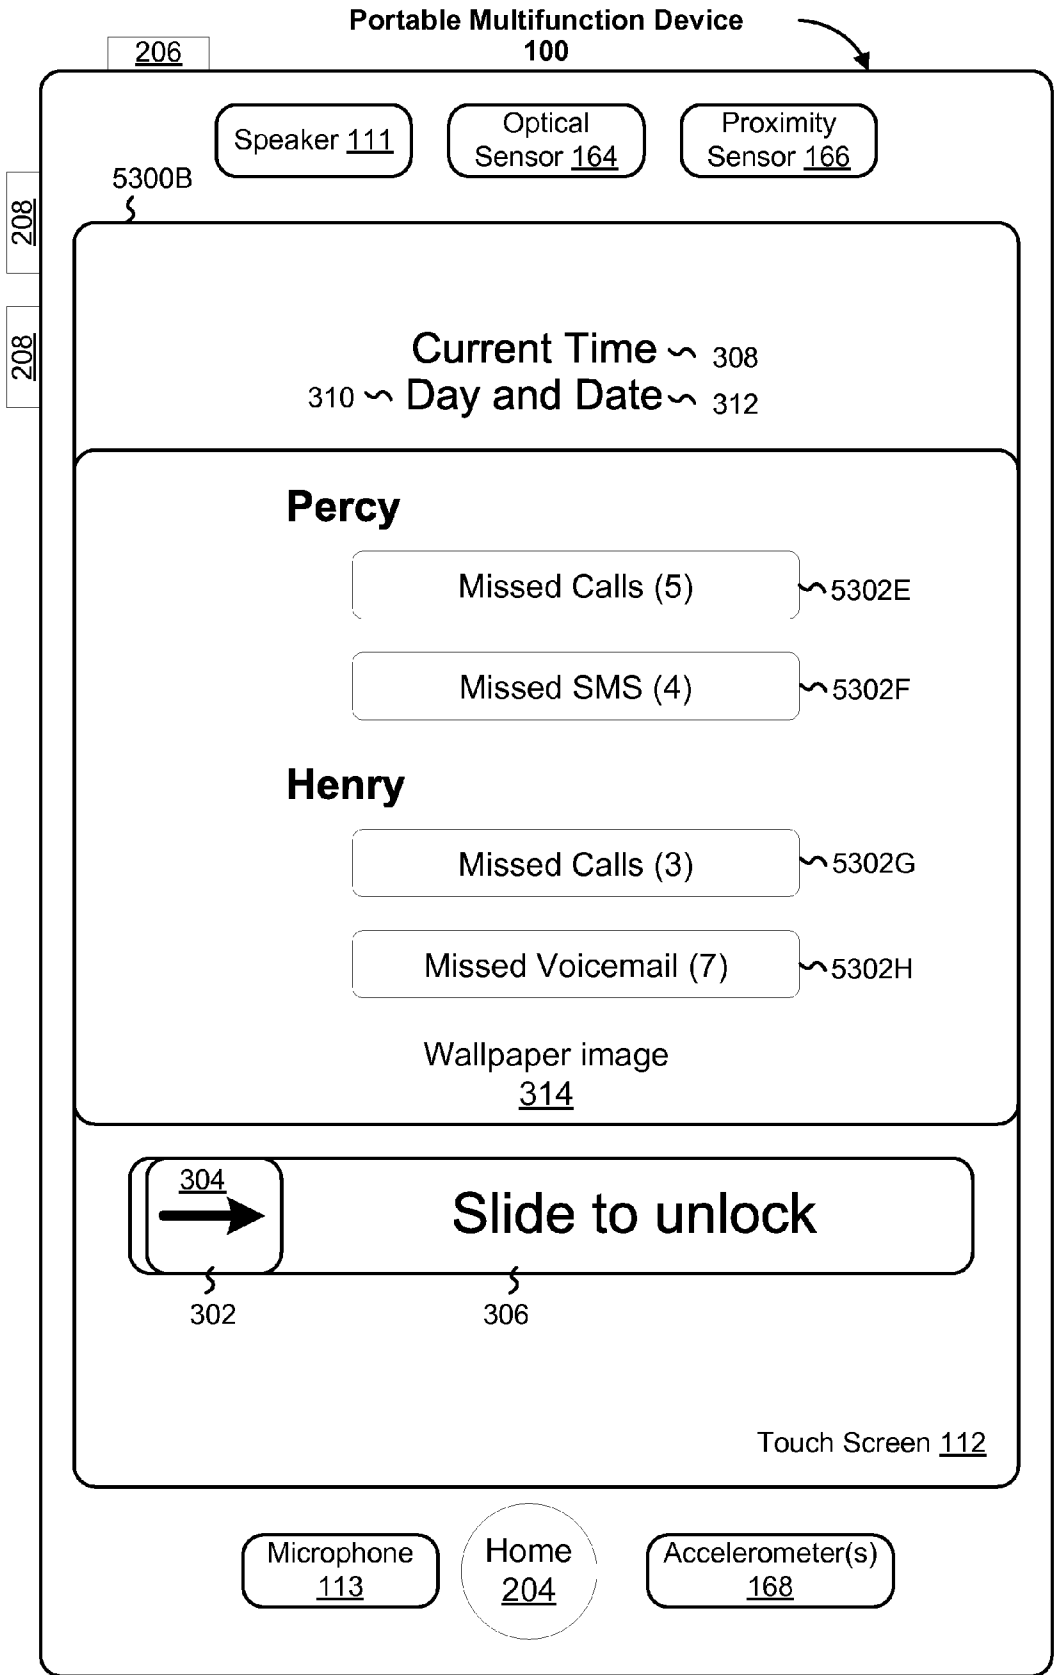 Portable Multifunction Device
100
206
Speaker 111
Optical
Sensor 164
Proximity
Sensor 166
5300B
208
208
Current Time 308
310 Day and Date 312
Percy
Missed Calls (5) 5302E
Missed SMS (4) 5302F
Henry
Missed Calls (3) 5302G
Missed Voicemail (7) 5302H
Wallpaper image
314
304
Slide to unlock
302
306
Touch Screen 112
Microphone
113
Home
204
Accelerometer(s)
168